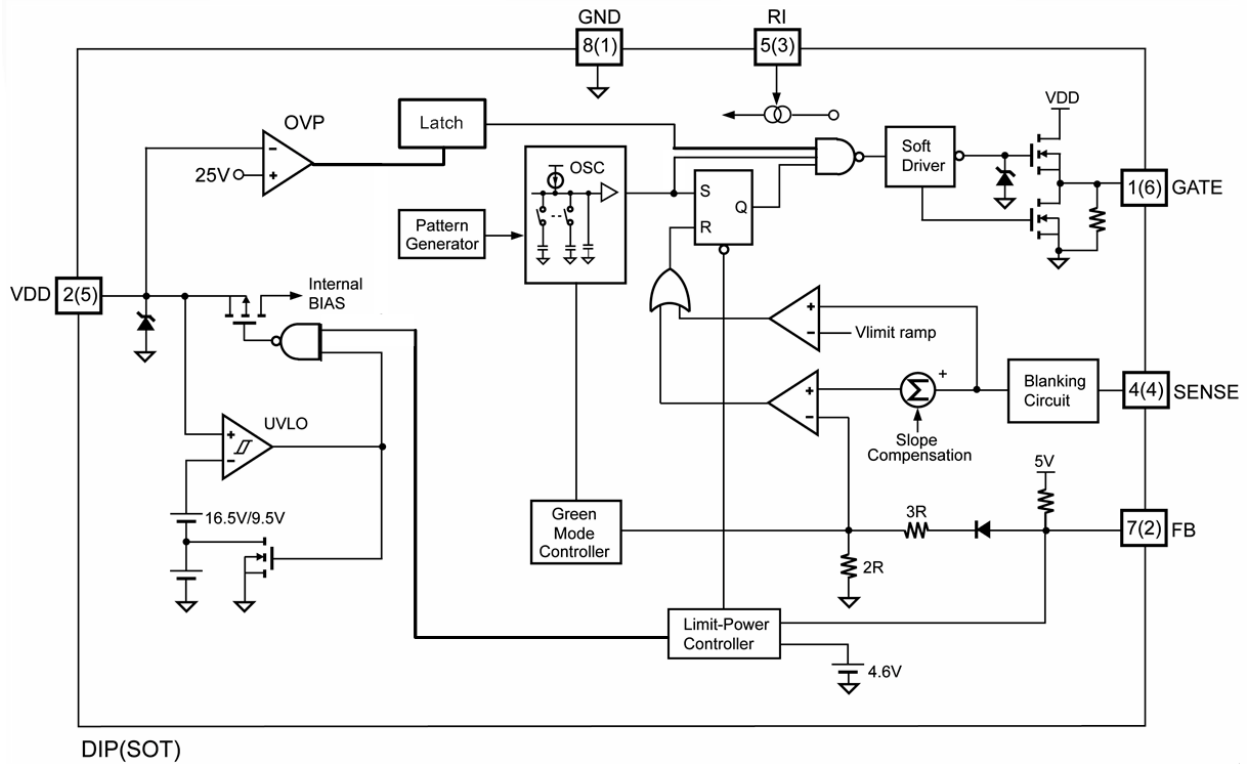 GND
RI
8(1)
5(3)
VDD
OVP
Latch
25V
OSC
Soft
Driver
1(6)
GATE
Pattern
Generator
S
Q
R
VDD
2(5)
Internal
BIAS
Vlimit ramp
+
Blanking
Circuit
4(4)
SENSE
Σ
Slope
Compensation
UVLO
5V
16.5V/9.5V
Green
Mode
Controller
3R
7(2)
FB
2R
Limit-Power
Controller
4.6V
DIP(SOT)